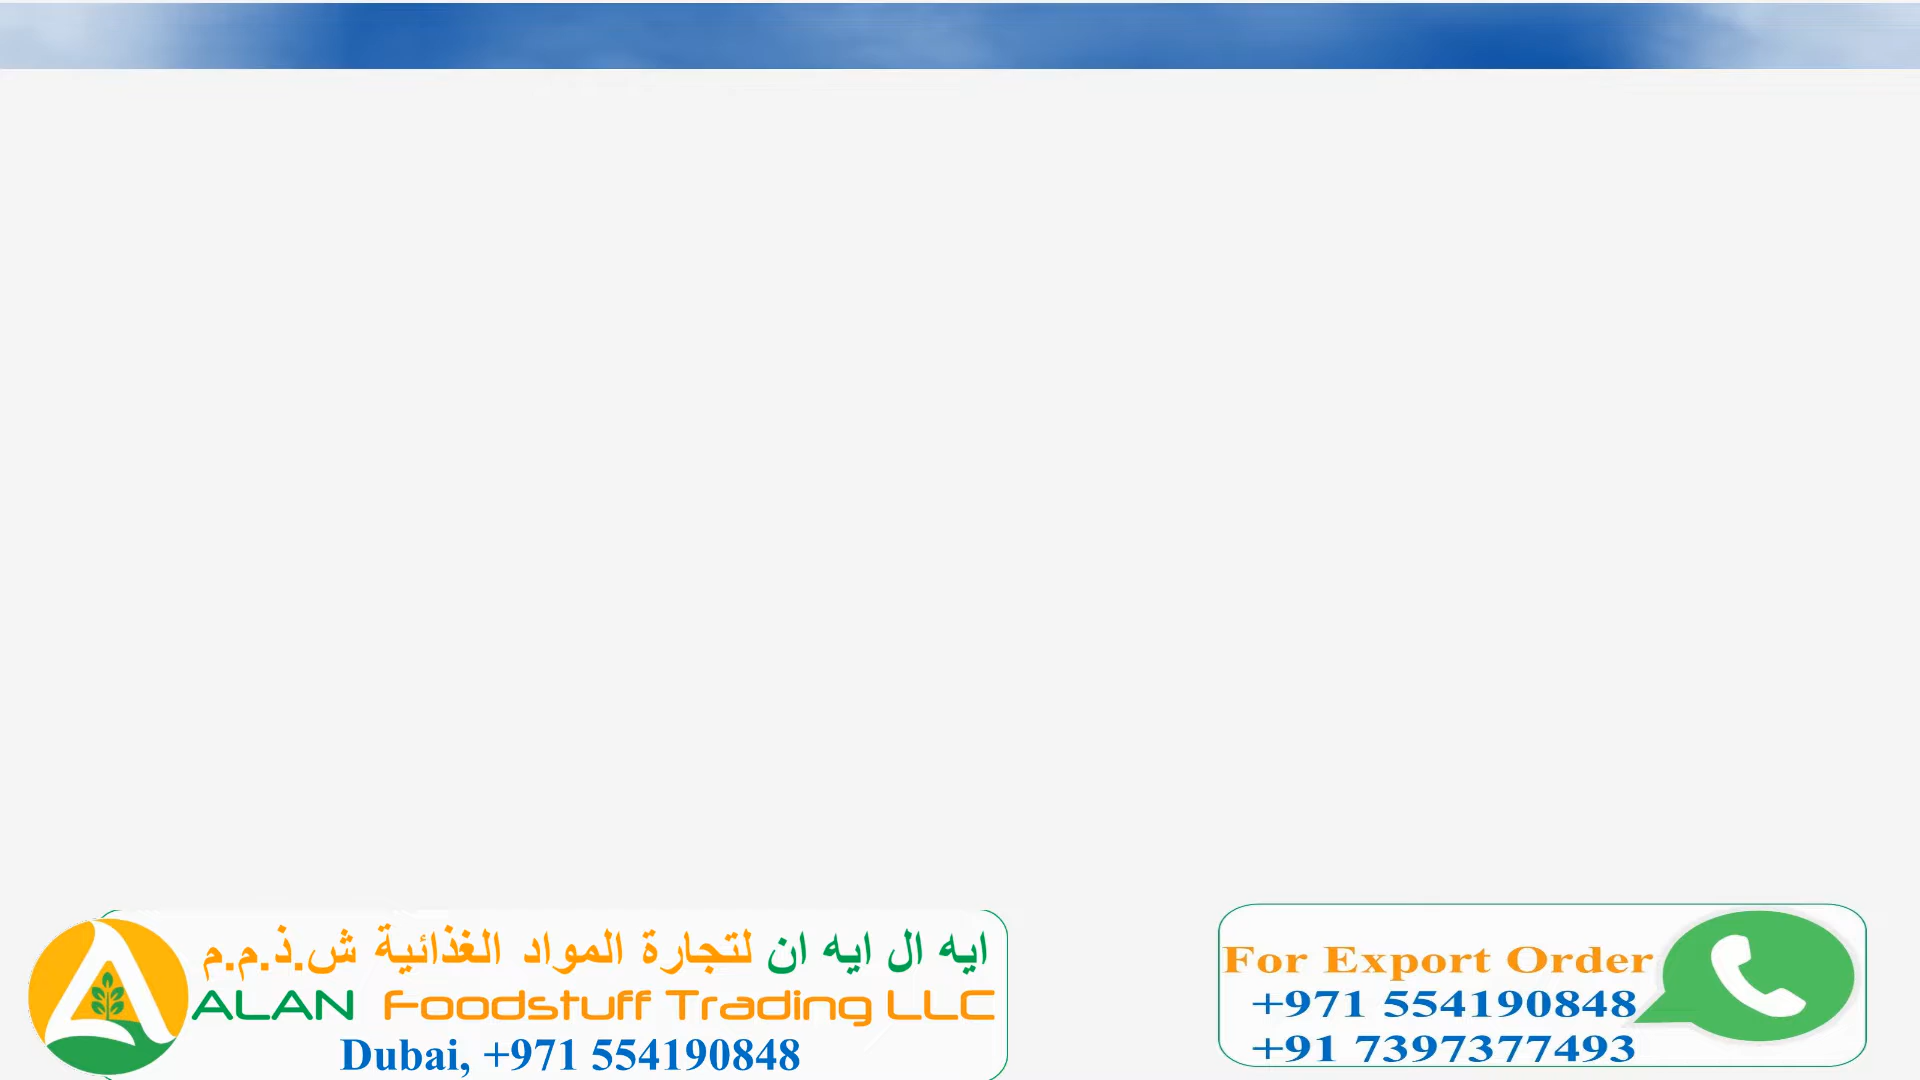 ايه ال ايه ان لتجارة المواد الغذائية ش.ذ.م.م
ALAN Foodstuff Trading LLC
Dubai, +971 554190848
For Export Order
+971 554190848
+91 7397377493